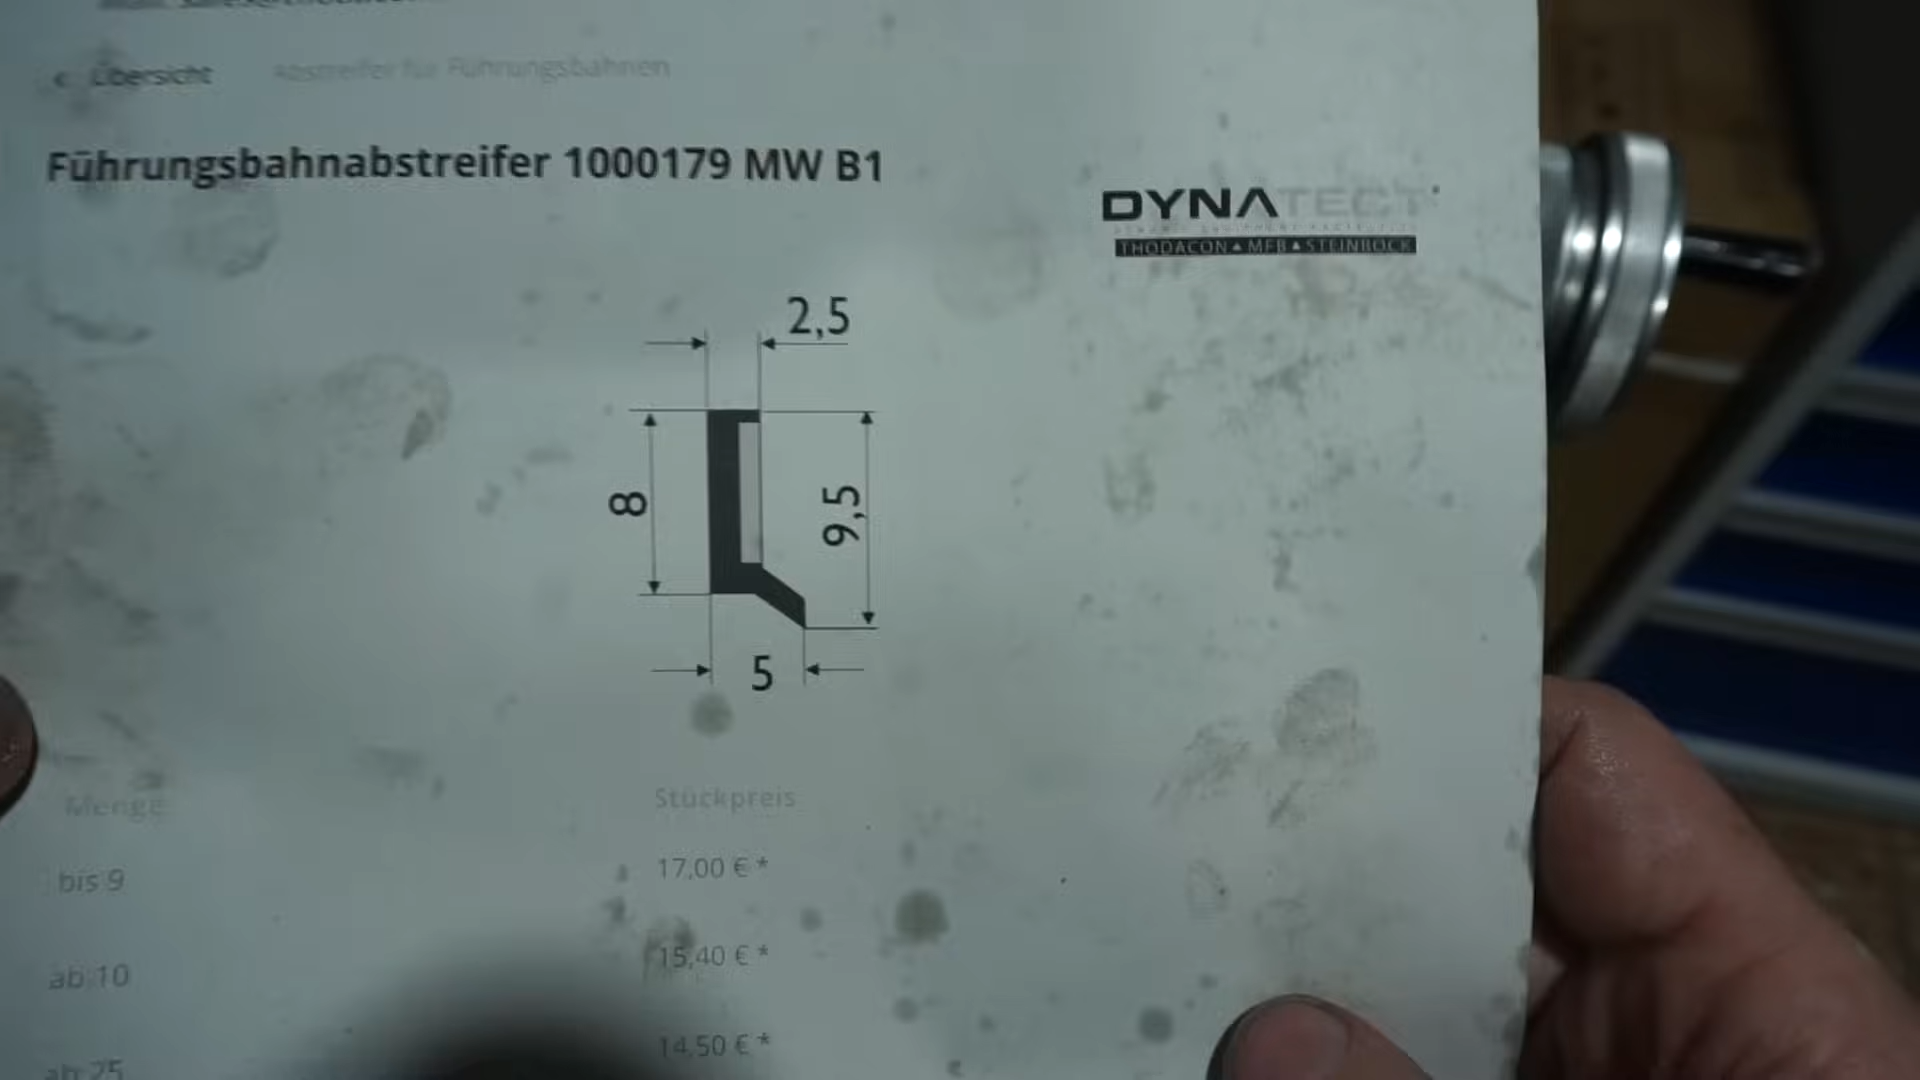 ‹ Übersicht Abstreifer für Führungsbahnen
Führungsbahnabstreifer 1000179 MW B1
DYNATECT
THODACON ▲ MFB ▲ STEINBOCK
2,5
8
9,5
5
Menge Stückpreis
bis 9 17,00 € *
ab 10 15,40 € *
ab 25 14,50 € *